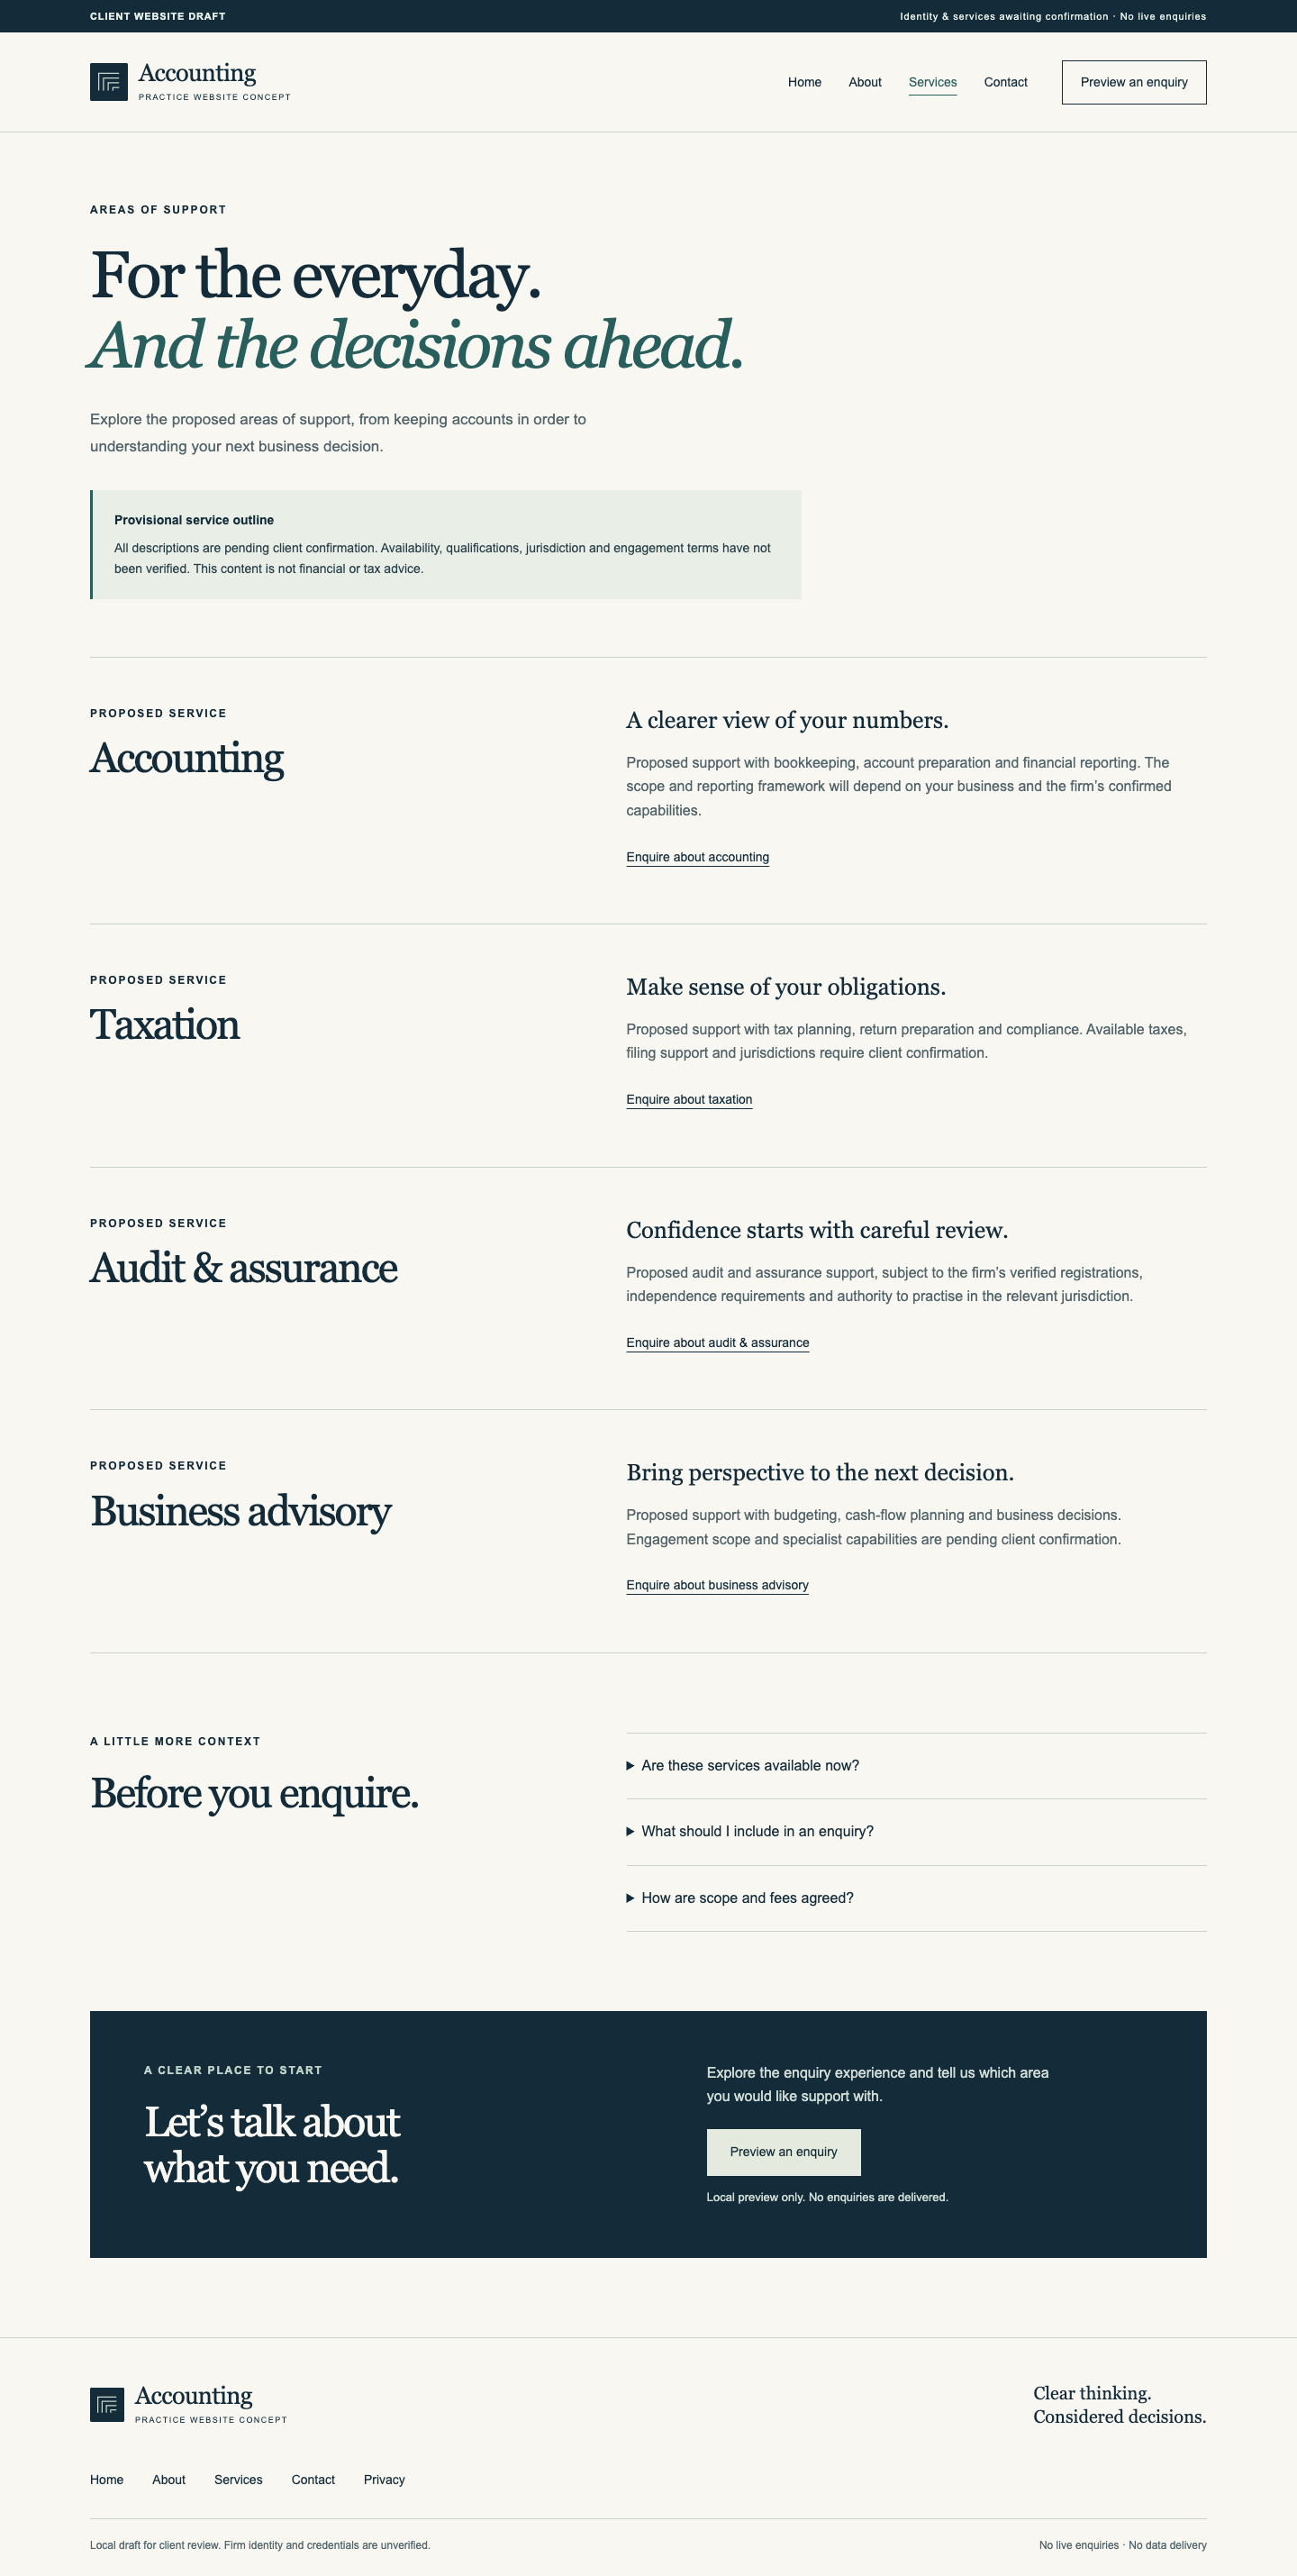 CLIENT WEBSITE DRAFT
Identity & services awaiting confirmation · No live enquiries
Accounting
PRACTICE WEBSITE CONCEPT
Home
About
Services
Contact
Preview an enquiry
AREAS OF SUPPORT
For the everyday.
And the decisions ahead.
Explore the proposed areas of support, from keeping accounts in order to
understanding your next business decision.
Provisional service outline
All descriptions are pending client confirmation. Availability, qualifications, jurisdiction and engagement terms have not
been verified. This content is not financial or tax advice.
PROPOSED SERVICE
Accounting
A clearer view of your numbers.
Proposed support with bookkeeping, account preparation and financial reporting. The
scope and reporting framework will depend on your business and the firm’s confirmed
capabilities.
Enquire about accounting
PROPOSED SERVICE
Taxation
Make sense of your obligations.
Proposed support with tax planning, return preparation and compliance. Available taxes,
filing support and jurisdictions require client confirmation.
Enquire about taxation
PROPOSED SERVICE
Audit & assurance
Confidence starts with careful review.
Proposed audit and assurance support, subject to the firm’s verified registrations,
independence requirements and authority to practise in the relevant jurisdiction.
Enquire about audit & assurance
PROPOSED SERVICE
Business advisory
Bring perspective to the next decision.
Proposed support with budgeting, cash-flow planning and business decisions.
Engagement scope and specialist capabilities are pending client confirmation.
Enquire about business advisory
A LITTLE MORE CONTEXT
Before you enquire.
Are these services available now?
What should I include in an enquiry?
How are scope and fees agreed?
A CLEAR PLACE TO START
Let’s talk about
what you need.
Explore the enquiry experience and tell us which area
you would like support with.
Preview an enquiry
Local preview only. No enquiries are delivered.
Accounting
PRACTICE WEBSITE CONCEPT
Clear thinking.
Considered decisions.
Home
About
Services
Contact
Privacy
Local draft for client review. Firm identity and credentials are unverified.
No live enquiries · No data delivery